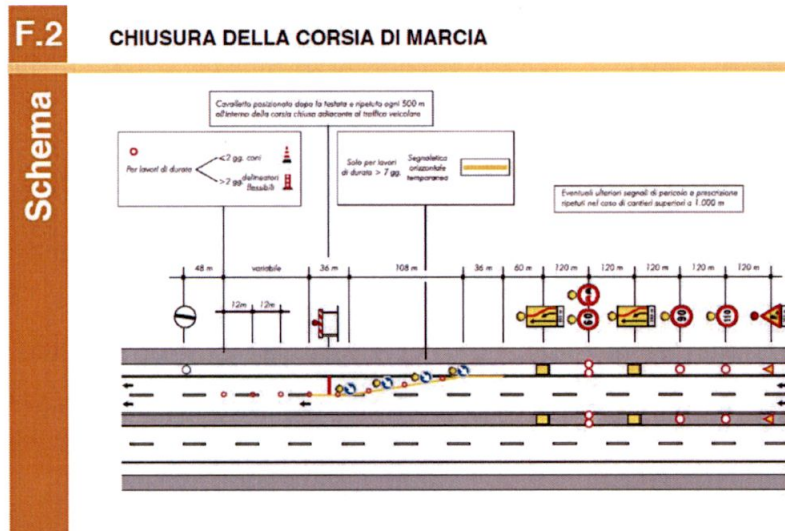 F.2
CHIUSURA DELLA CORSIA DI MARCIA
Schema
Cavalletto posizionato dopo la testata e ripetuto ogni 500 m
all'interno della corsia chiusa adiacente al traffico veicolare
Per lavori di durata
<2 gg. coni
>2 gg. delineatori
flessibili
Solo per lavori
di durata > 7 gg.
Segnaletica
orizzontale
temporanea
Eventuali ulteriori segnali di pericolo e prescrizione
ripetuti nel caso di cantieri superiori a 1.000 m
48 m
variabile
36 m
108 m
36 m
60 m
120 m
120 m
120 m
120 m
120 m
12m
12m
60
90
110